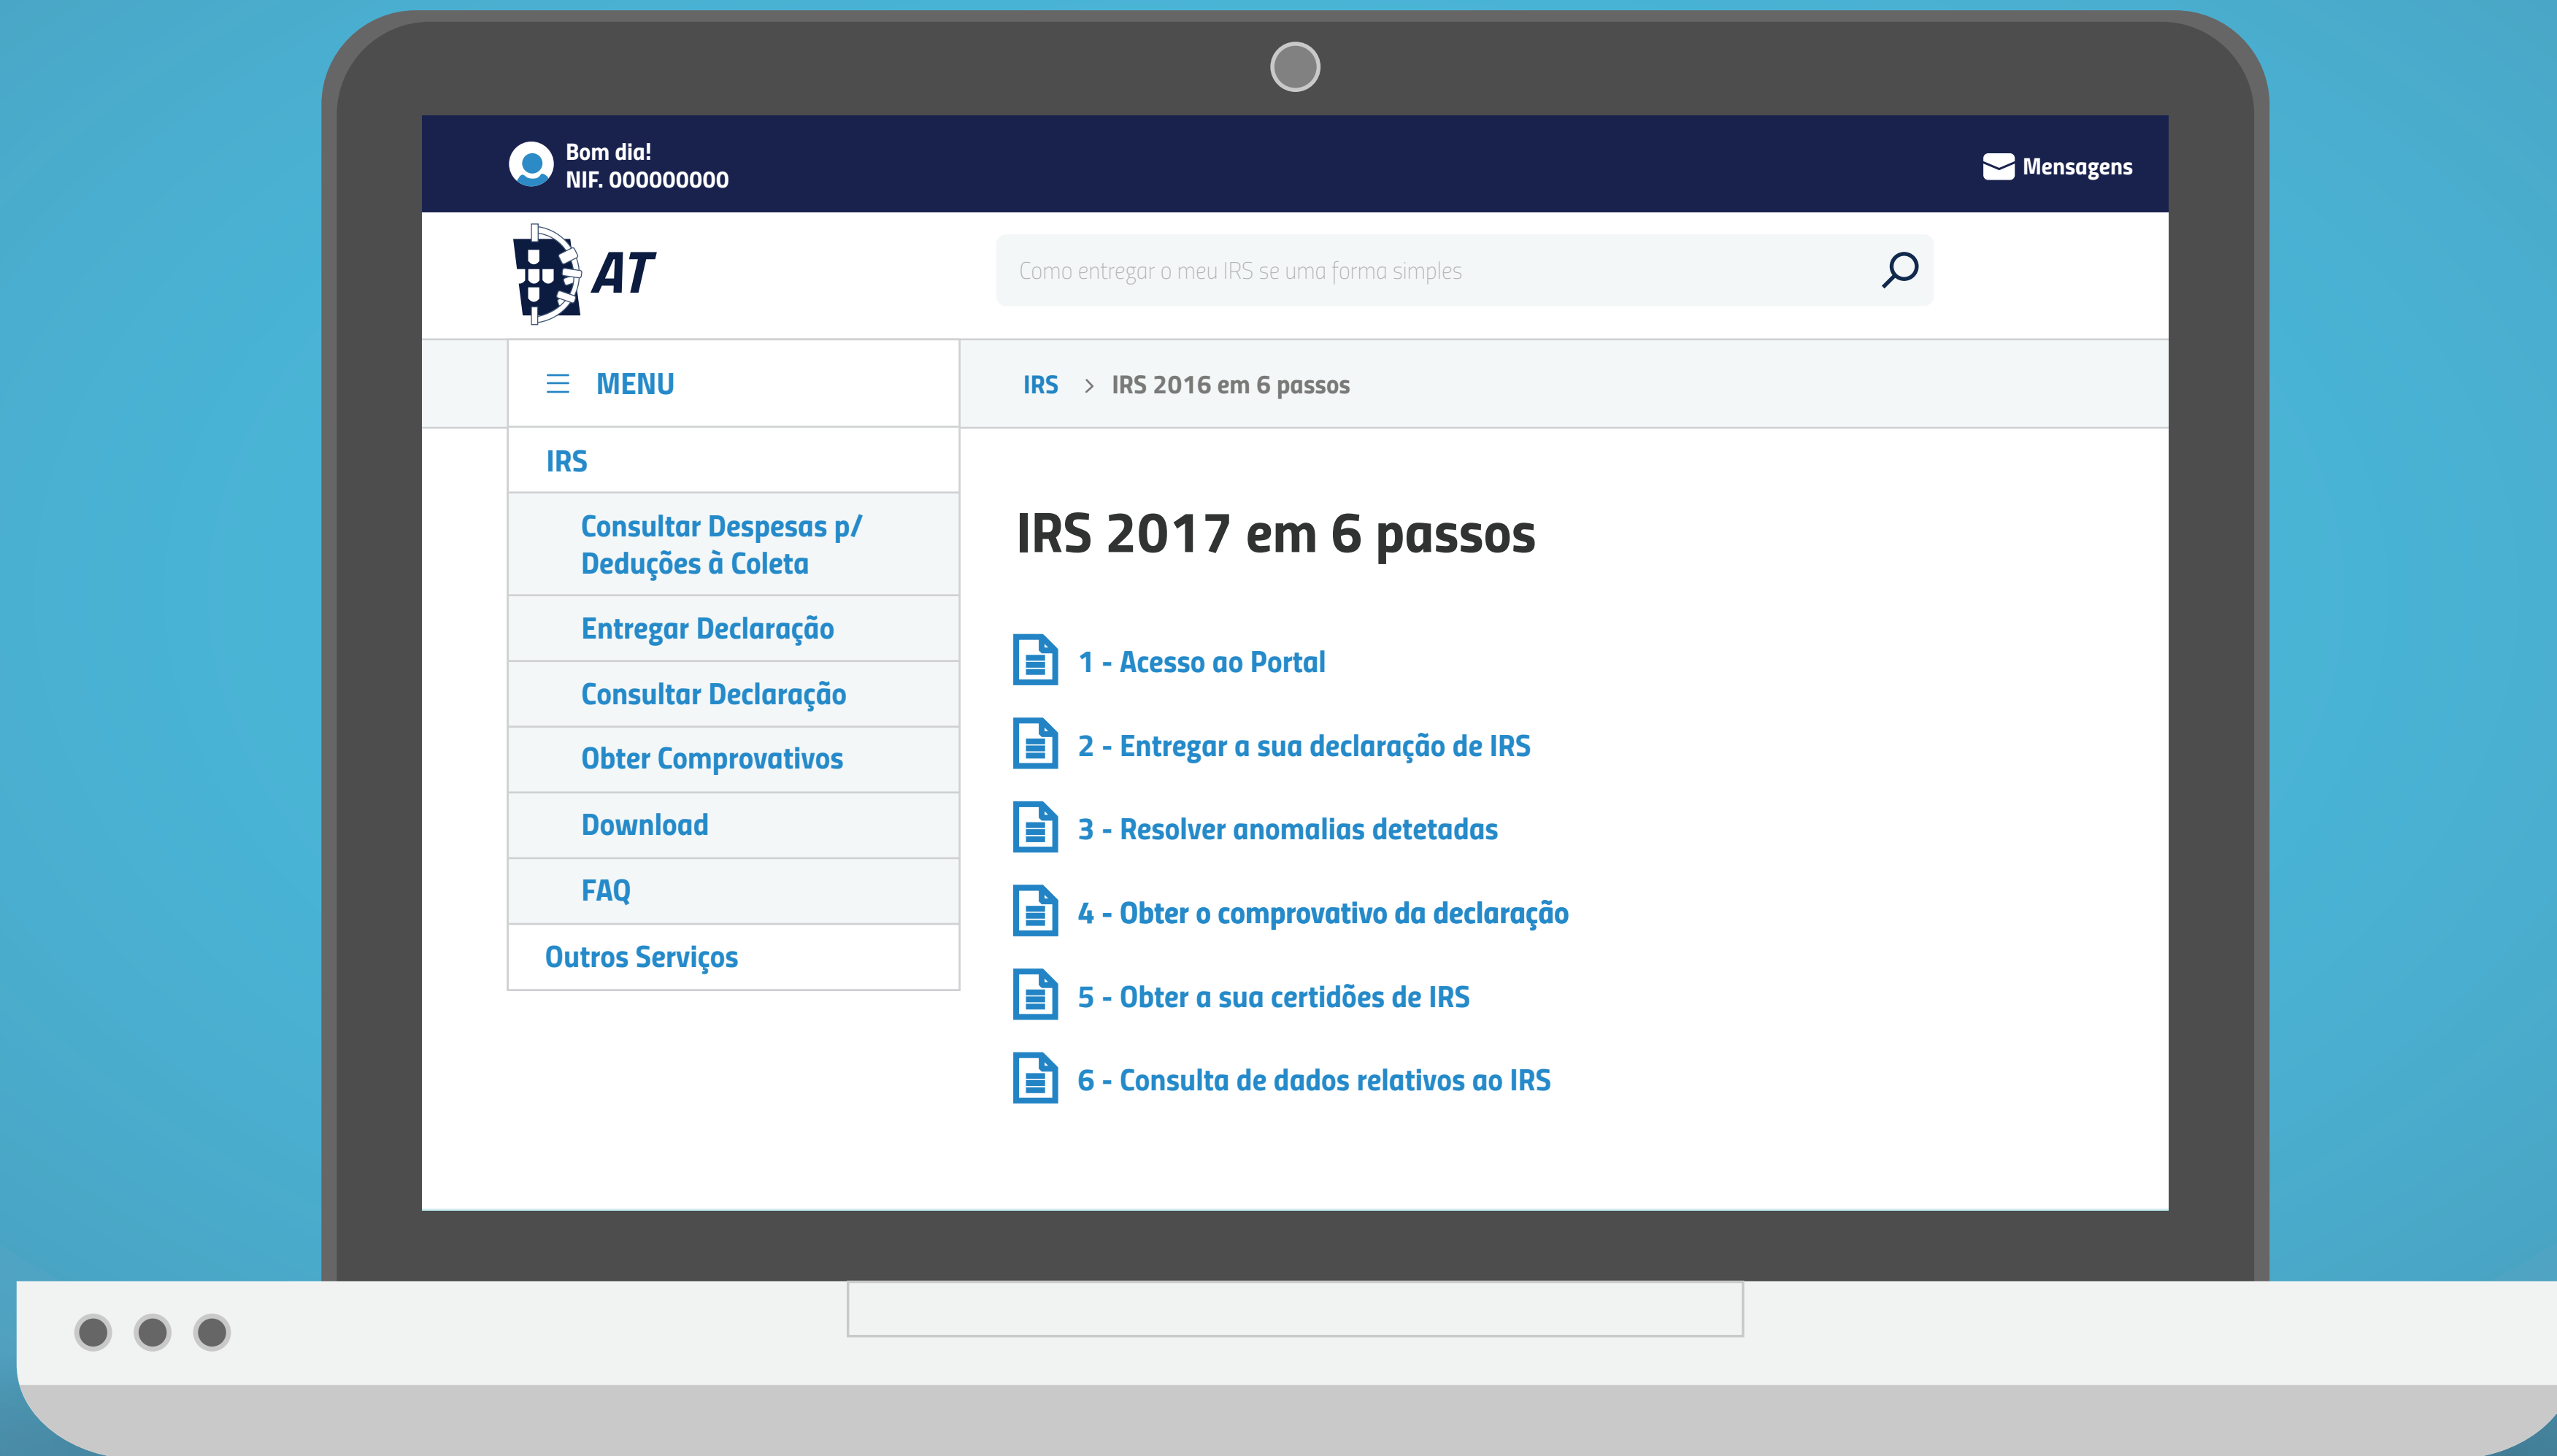 Bom dia!
NIF. 000000000
Mensagens
AT
Como entregar o meu IRS se uma forma simples
MENU
IRS > IRS 2016 em 6 passos
IRS
Consultar Despesas p/
Deduções à Coleta
Entregar Declaração
Consultar Declaração
Obter Comprovativos
Download
FAQ
Outros Serviços
IRS 2017 em 6 passos
1 - Acesso ao Portal
2 - Entregar a sua declaração de IRS
3 - Resolver anomalias detetadas
4 - Obter o comprovativo da declaração
5 - Obter a sua certidões de IRS
6 - Consulta de dados relativos ao IRS